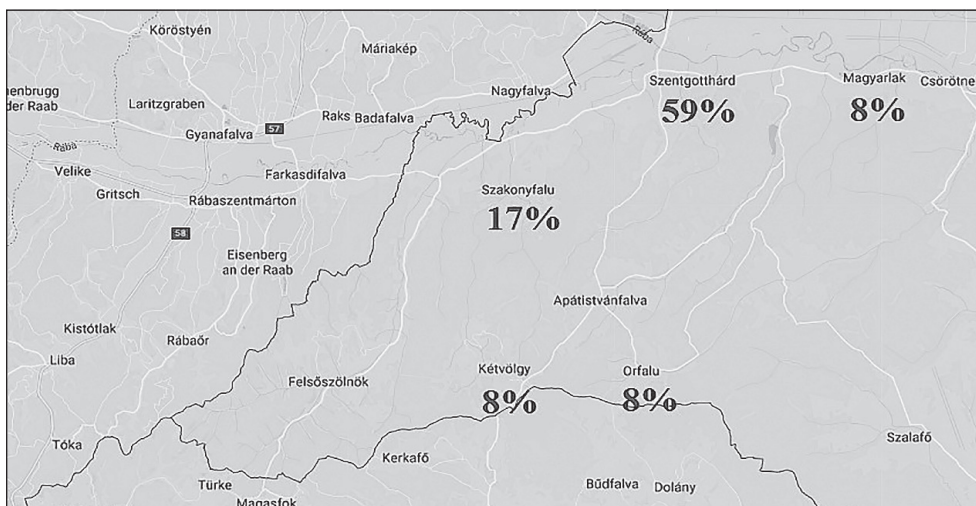 Köröstyén
Rába
Máriakép
Szentgotthárd
Magyarlak
Csörötne
enenbrugg
der Raab
Laritzgraben
Nagyfalva
59%
8%
Raks Badafalva
57
Gyanafalva
Rába
Velike
Farkasdifalva
Gritsch
Rábaszentmárton
Szakonyfalu
17%
58
Eisenberg
an der Raab
Apátistvánfalva
Kistótlak
Rábaőr
Liba
Felsőszölnök
Kétvölgy
Orfalu
8%
8%
Szalafő
Tóka
Kerkafő
Türke
Bűdfalva
Dolány
Magasfok